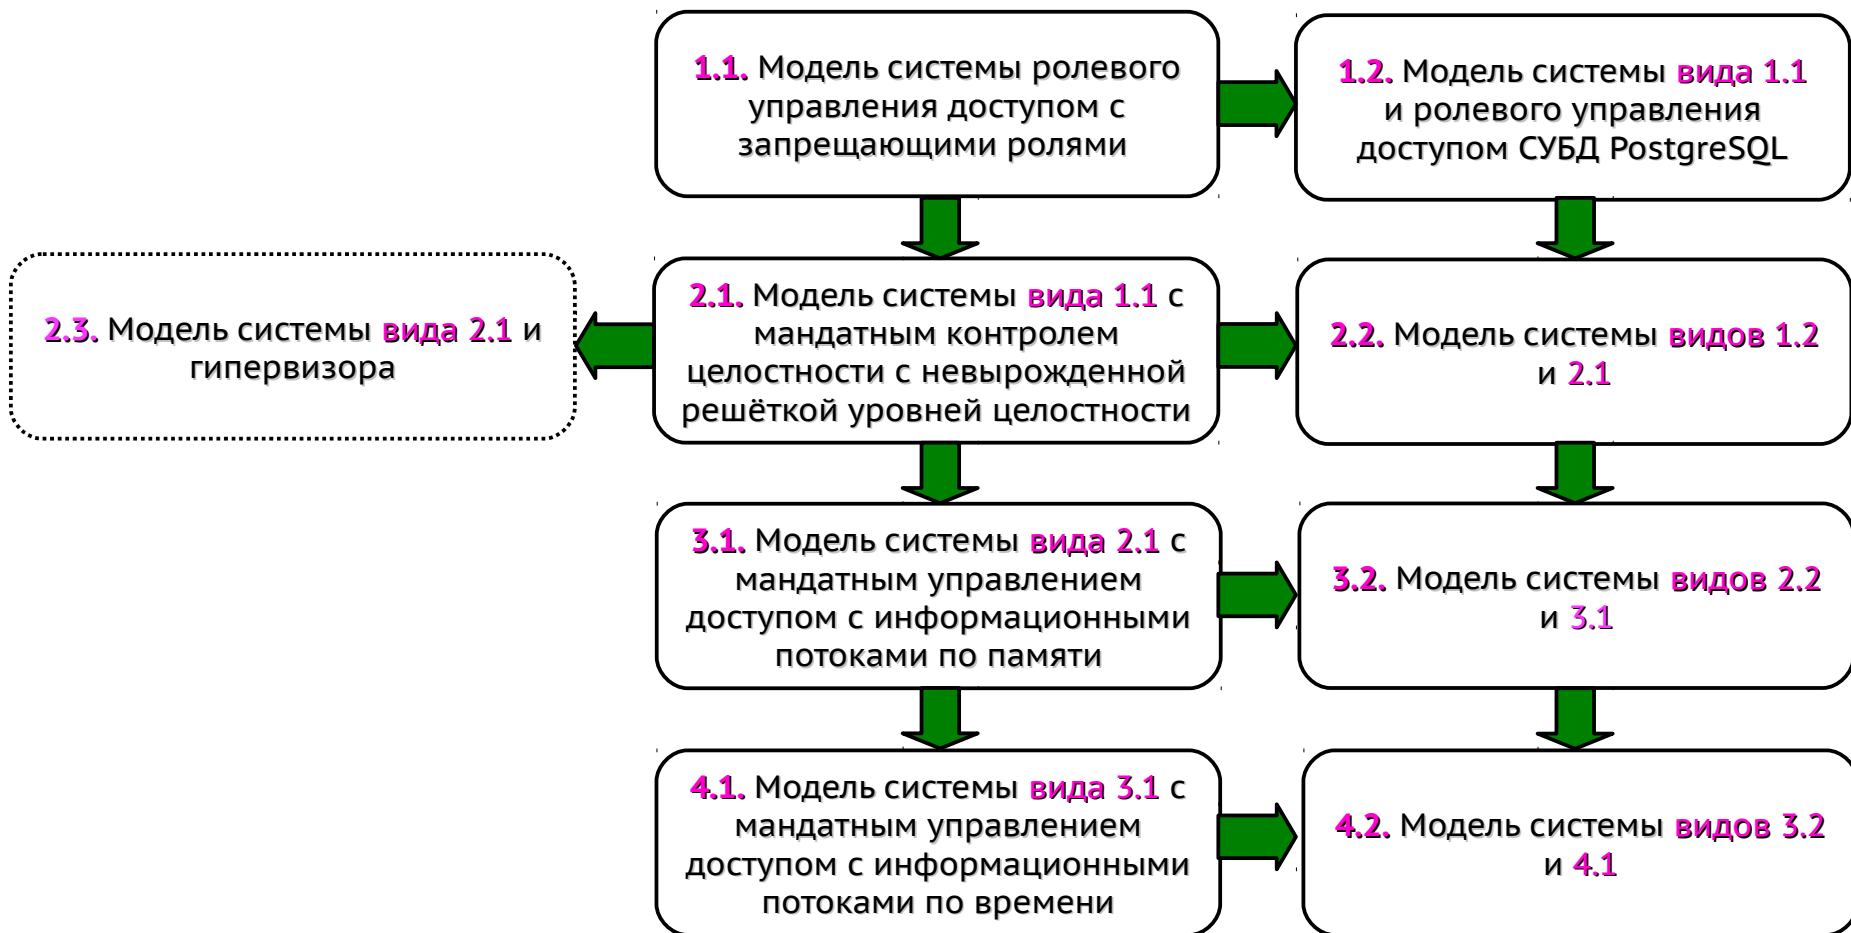 1.1. Модель системы ролевого
управления доступом с
запрещающими ролями
1.2. Модель системы вида 1.1
и ролевого управления
доступом СУБД PostgreSQL
2.3. Модель системы вида 2.1 и
гипервизора
2.1. Модель системы вида 1.1 с
мандатным контролем
целостности с невырожденной
решёткой уровней целостности
2.2. Модель системы видов 1.2
и 2.1
3.1. Модель системы вида 2.1 с
мандатным управлением
доступом с информационными
потоками по памяти
3.2. Модель системы видов 2.2
и 3.1
4.1. Модель системы вида 3.1 с
мандатным управлением
доступом с информационными
потоками по времени
4.2. Модель системы видов 3.2
и 4.1